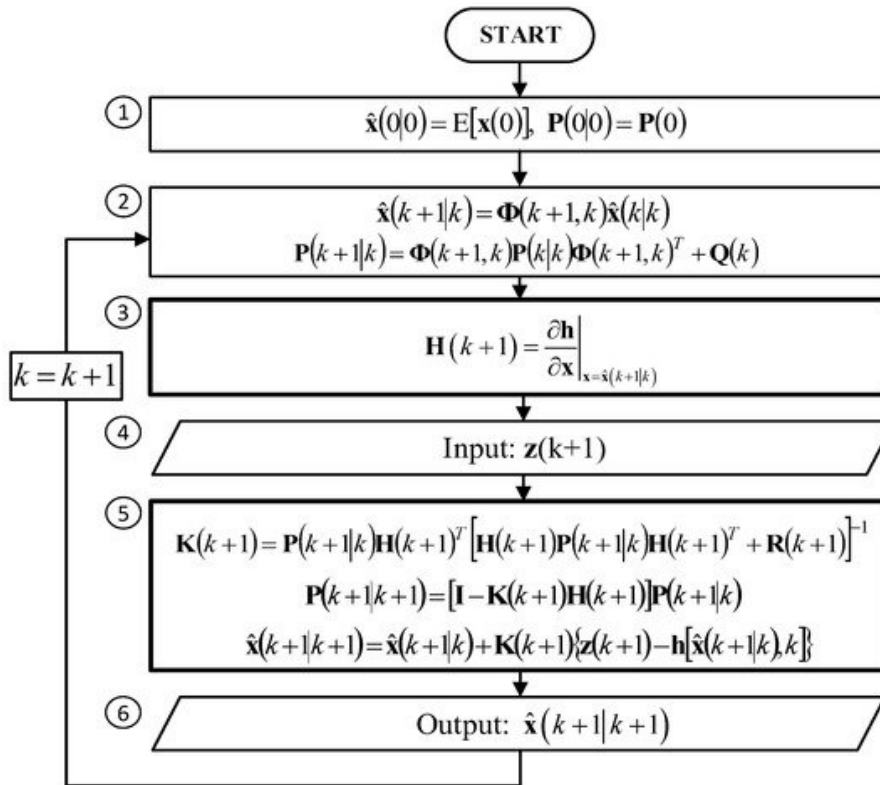 START
①
x̂(0|0) = E[x(0)], P(0|0) = P(0)
②
x̂(k+1|k) = Φ(k+1,k)x̂(k|k)
P(k+1|k) = Φ(k+1,k)P(k|k)Φ(k+1,k)ᵀ + Q(k)
③
H(k+1) = ∂h/∂x|ₓ₌x̂(k+1|k)
k = k+1
④
Input: z(k+1)
⑤
K(k+1) = P(k+1|k)H(k+1)ᵀ[H(k+1)P(k+1|k)H(k+1)ᵀ + R(k+1)]⁻¹
P(k+1|k+1) = [I − K(k+1)H(k+1)]P(k+1|k)
x̂(k+1|k+1) = x̂(k+1|k) + K(k+1){z(k+1) − h[x̂(k+1|k),k]}
⑥
Output: x̂(k+1|k+1)